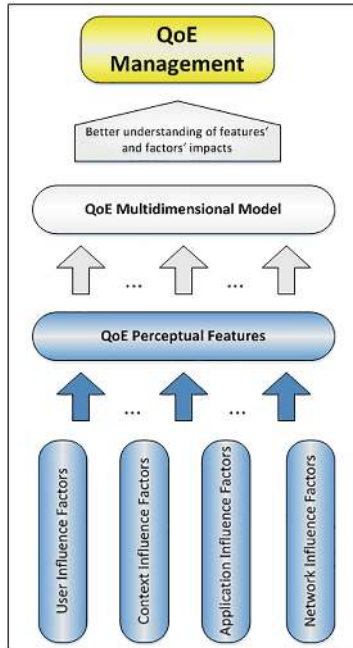 QoE
Management
Better understanding of features'
and factors' impacts
QoE Multidimensional Model
... ...
QoE Perceptual Features
... ...
User Influence Factors
Context Influence Factors
Application Influence Factors
Network Influence Factors